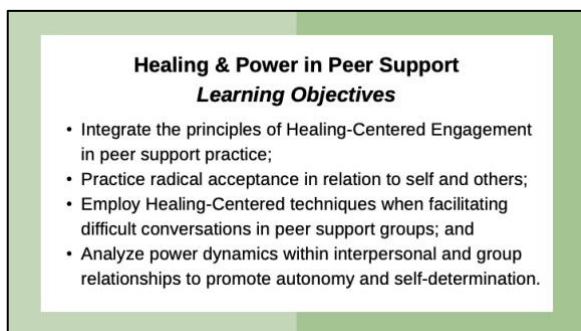 Healing & Power in Peer Support
Learning Objectives
• Integrate the principles of Healing-Centered Engagement
in peer support practice;
• Practice radical acceptance in relation to self and others;
• Employ Healing-Centered techniques when facilitating
difficult conversations in peer support groups; and
• Analyze power dynamics within interpersonal and group
relationships to promote autonomy and self-determination.